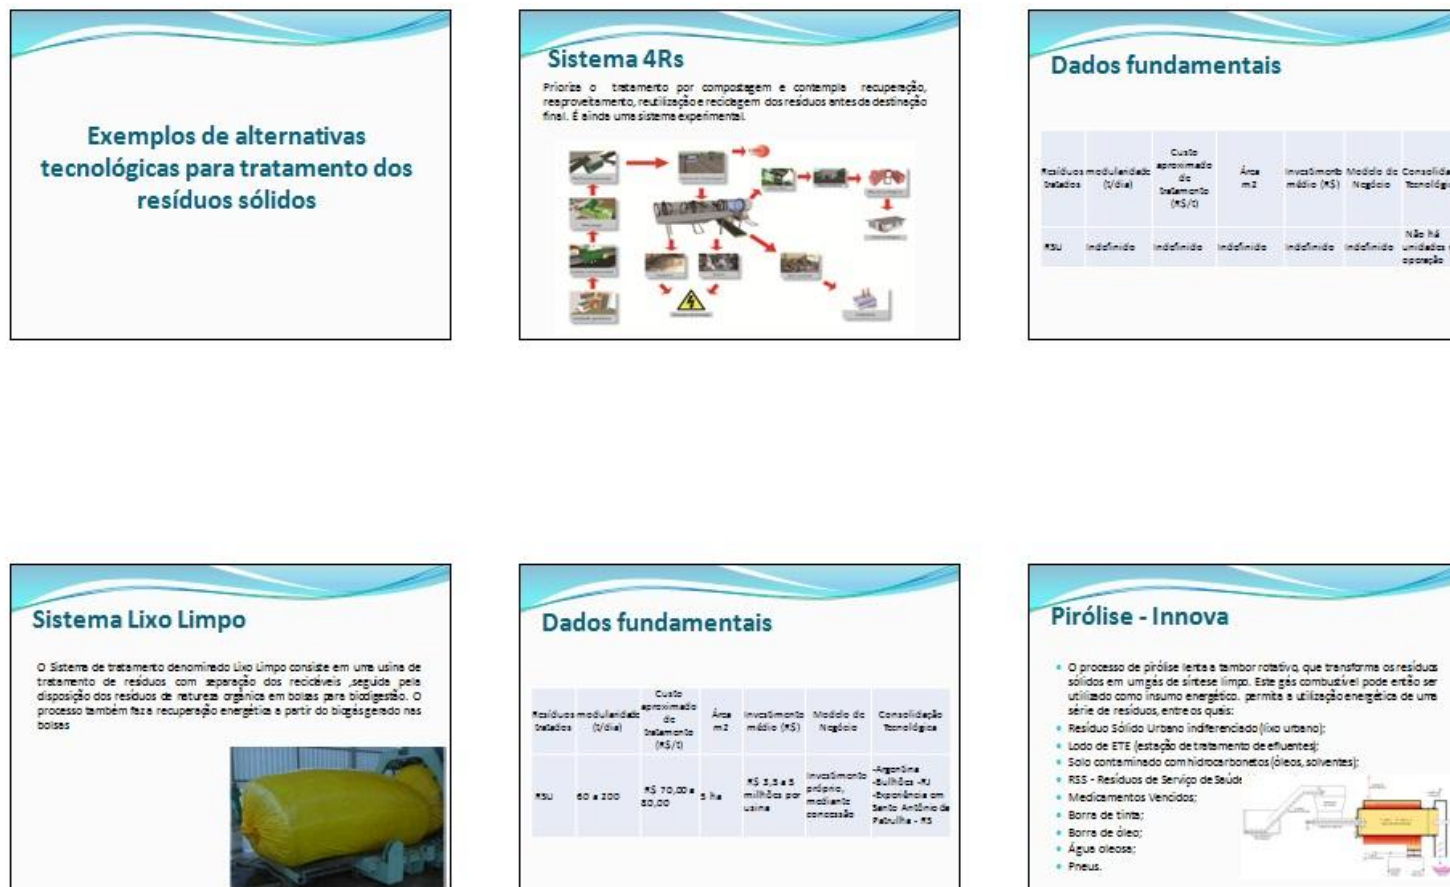 Exemplos de alternativas
tecnológicas para tratamento dos
resíduos sólidos
Sistema 4Rs
Prioriza o tratamento por compostagem e contempla recuperação,
reaproveitamento, reutilização e reciclagem dos resíduos antes da destinação
final. É ainda uma sistema experimental.
Dados fundamentais
Resíduos tratados
modularidade (t/dia)
Custo aproximado de tratamento (R$/t)
Área m2
Investimento médio (R$)
Modelo de Negócio
RSU
Indefinido
Indefinido
Indefinido
Indefinido
Indefinido
Não há
unidades
operação
Sistema Lixo Limpo
O Sistema de tratamento denominado Lixo Limpo consiste em uma usina de
tratamento de resíduos com separação dos recicláveis ,seguida pela
disposição dos resíduos de natureza orgânica em bolsas para biodigestão. O
processo também faz a recuperação energética a partir do biogás gerado nas
bolsas
Dados fundamentais
Resíduos tratados
modularidade (t/dia)
Custo aproximado de tratamento (R$/t)
Área m2
Investimento médio (R$)
Modelo de Negócio
Consolidação Tecnológica
RSU
60 a 200
R$ 70,00 a 80,00
5 ha
R$ 3,3 a 5 milhões por usina
Investimento próprio, mediante concessão
-Argentina
-Bulhões -RJ
-Experiência em
Santo Antônio de
Patrulha - RS
Pirólise - Innova
• O processo de pirólise lenta a tambor rotativo, que transforma os resíduos
sólidos em um gás de síntese limpo. Este gás combustível pode então ser
utilizado como insumo energético. permita a utilização energética de uma
série de resíduos, entre os quais:
• Resíduo Sólido Urbano indiferenciado (lixo urbano);
• Lodo de ETE (estação de tratamento de efluentes);
• Solo contaminado com hidrocarbonetos (óleos, solventes);
• RSS - Resíduos de Serviço de Saúde
• Medicamentos Vencidos;
• Borra de tinta;
• Borra de óleo;
• Água oleosa;
• Pneus.